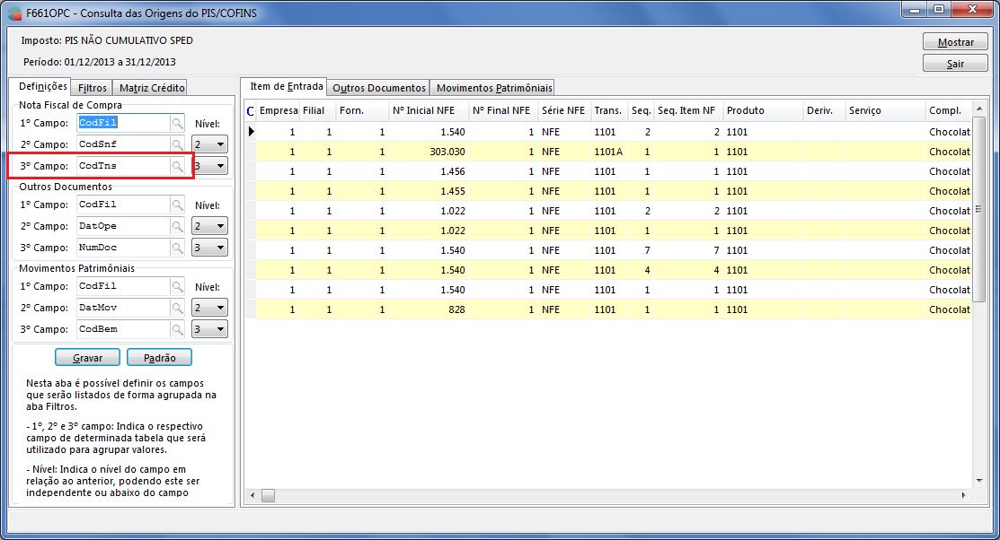 F661OPC - Consulta das Origens do PIS/COFINS
Imposto: PIS NÃO CUMULATIVO SPED
Período: 01/12/2013 a 31/12/2013
Mostrar
Sair
Definições Filtros Matriz Crédito
Nota Fiscal de Compra
1º Campo: CodFil Nível:
2º Campo: CodSnf 2
3º Campo: CodTns 3
Outros Documentos
1º Campo: CodFil Nível:
2º Campo: DatOpe 2
3º Campo: NumDoc 3
Movimentos Patrimôniais
1º Campo: CodFil Nível:
2º Campo: DatMov 2
3º Campo: CodBem 3
Gravar Padrão
Nesta aba é possível definir os campos
que serão listados de forma agrupada na
aba Filtros.
- 1º, 2º e 3º campo: Indica o respectivo
campo de determinada tabela que será
utilizado para agrupar valores.
- Nível: Indica o nível do campo em
relação ao anterior, podendo este ser
independente ou abaixo do campo
Item de Entrada Outros Documentos Movimentos Patrimôniais
C Empresa Filial Forn. Nº Inicial NFE Nº Final NFE Série NFE Trans. Seq. Seq. Item NF Produto Deriv. Serviço Compl.
1 1 1 1.540 1 NFE 1101 2 2 1101 Chocolat
1 1 1 303.030 1 NFE 1101A 1 1 1101 Chocolat
1 1 1 1.456 1 NFE 1101 1 1 1101 Chocolat
1 1 1 1.455 1 NFE 1101 1 1 1101 Chocolat
1 1 1 1.022 1 NFE 1101 2 2 1101 Chocolat
1 1 1 1.022 1 NFE 1101 1 1 1101 Chocolat
1 1 1 1.540 1 NFE 1101 7 7 1101 Chocolat
1 1 1 1.540 1 NFE 1101 4 4 1101 Chocolat
1 1 1 1.540 1 NFE 1101 1 1 1101 Chocolat
1 1 1 828 1 NFE 1101 1 1 1101 Chocolat